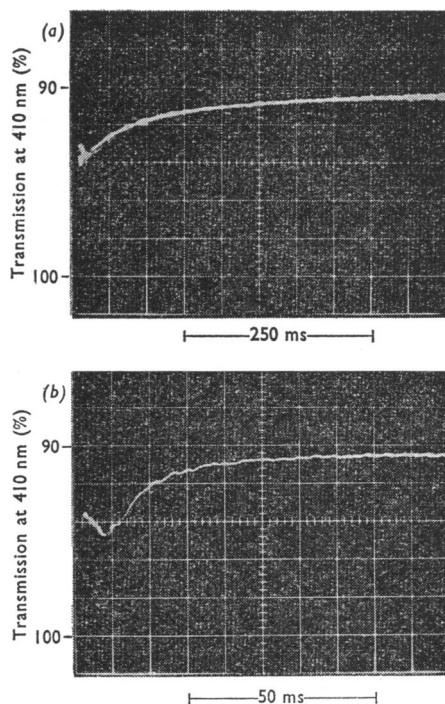 (a)
Transmission at 410 nm (%)
90
100
250 ms
(b)
Transmission at 410 nm (%)
90
100
50 ms